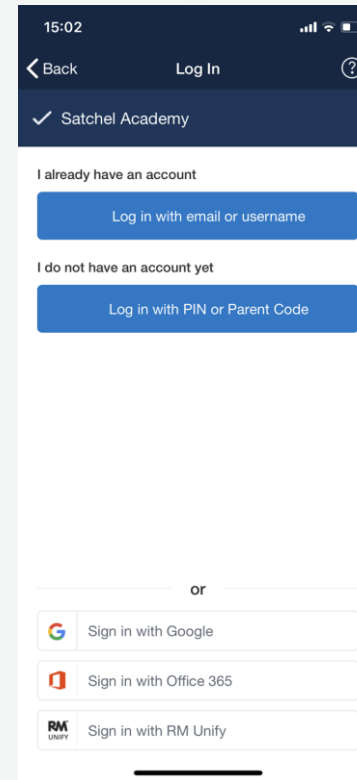 15:02
Back Log In ?
Satchel Academy
I already have an account
Log in with email or username
I do not have an account yet
Log in with PIN or Parent Code
or
G Sign in with Google
Sign in with Office 365
RM UNIFY Sign in with RM Unify